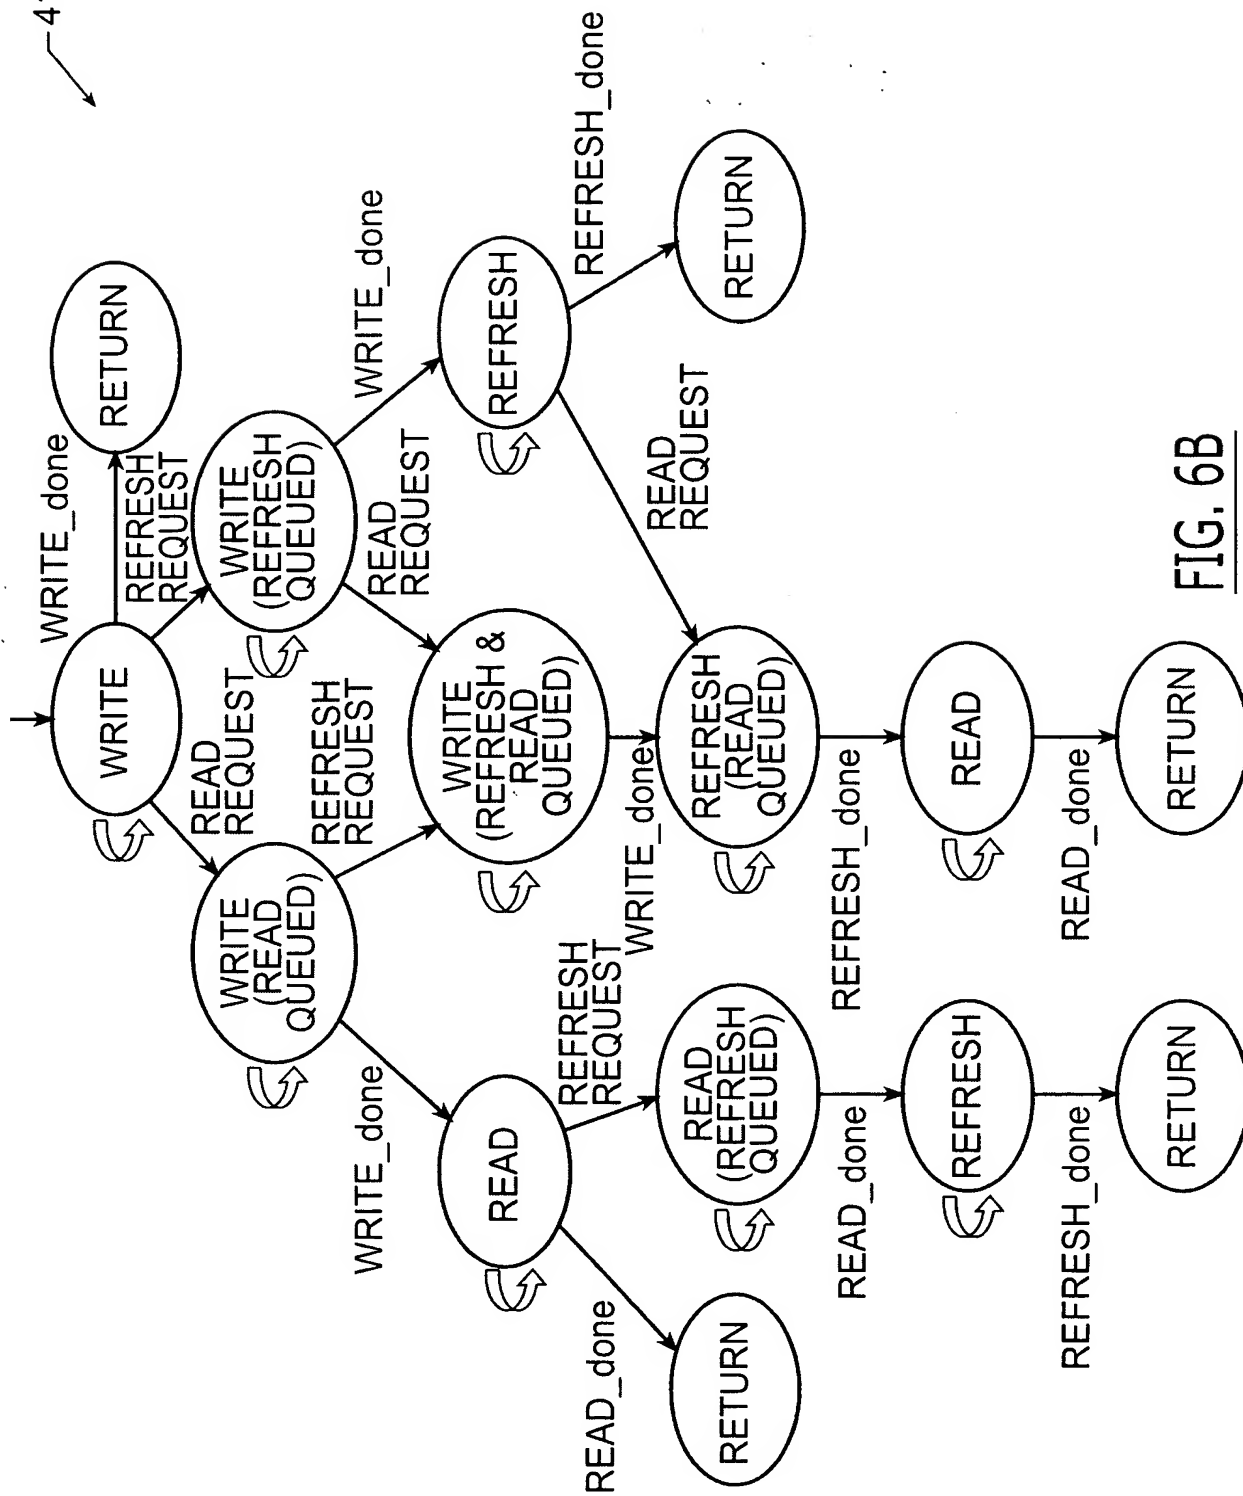 WRITE_done
WRITE
RETURN
REFRESH
REQUEST
READ
REQUEST
WRITE
(READ
QUEUED)
WRITE
(REFRESH
QUEUED)
REFRESH
REQUEST
WRITE_done
READ
REQUEST
WRITE_done
READ
WRITE
(REFRESH &
READ
QUEUED)
REFRESH
READ_done
REFRESH
REQUEST
WRITE_done
READ
REQUEST
REFRESH_done
RETURN
READ
(REFRESH
QUEUED)
REFRESH
(READ
QUEUED)
RETURN
READ_done
REFRESH_done
REFRESH
READ
REFRESH_done
READ_done
RETURN
RETURN
FIG. 6B